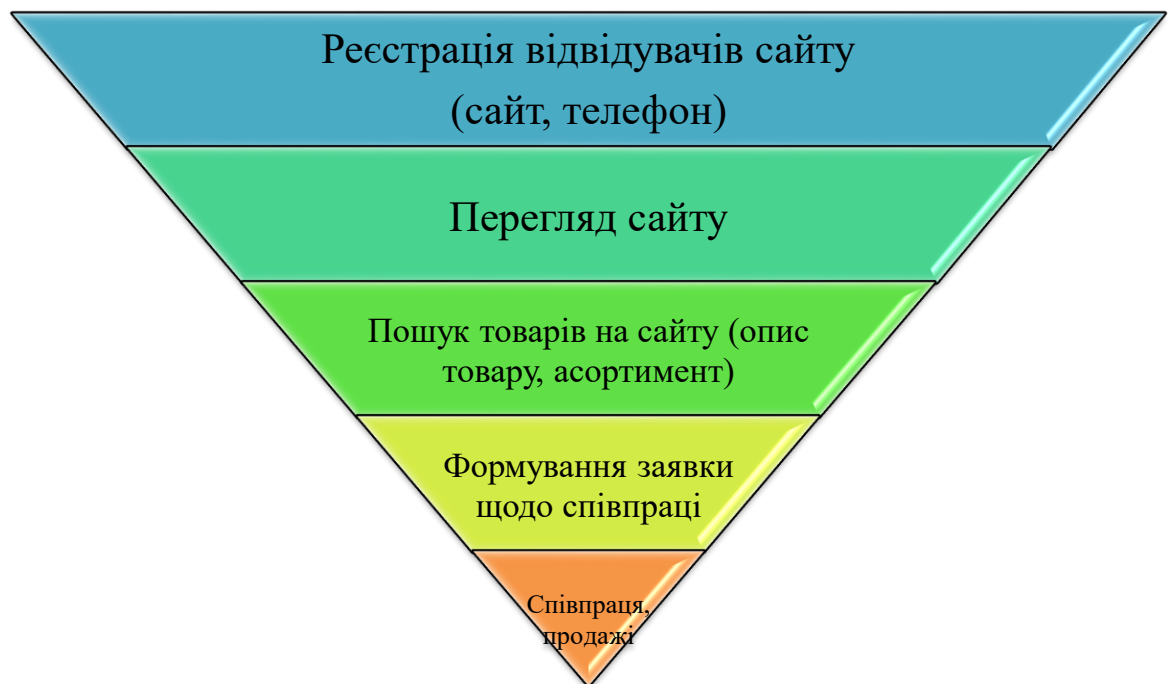 Реєстрація відвідувачів сайту
(сайт, телефон)
Перегляд сайту
Пошук товарів на сайту (опис
товару, асортимент)
Формування заявки
щодо співпраці
Співпраця,
продажі